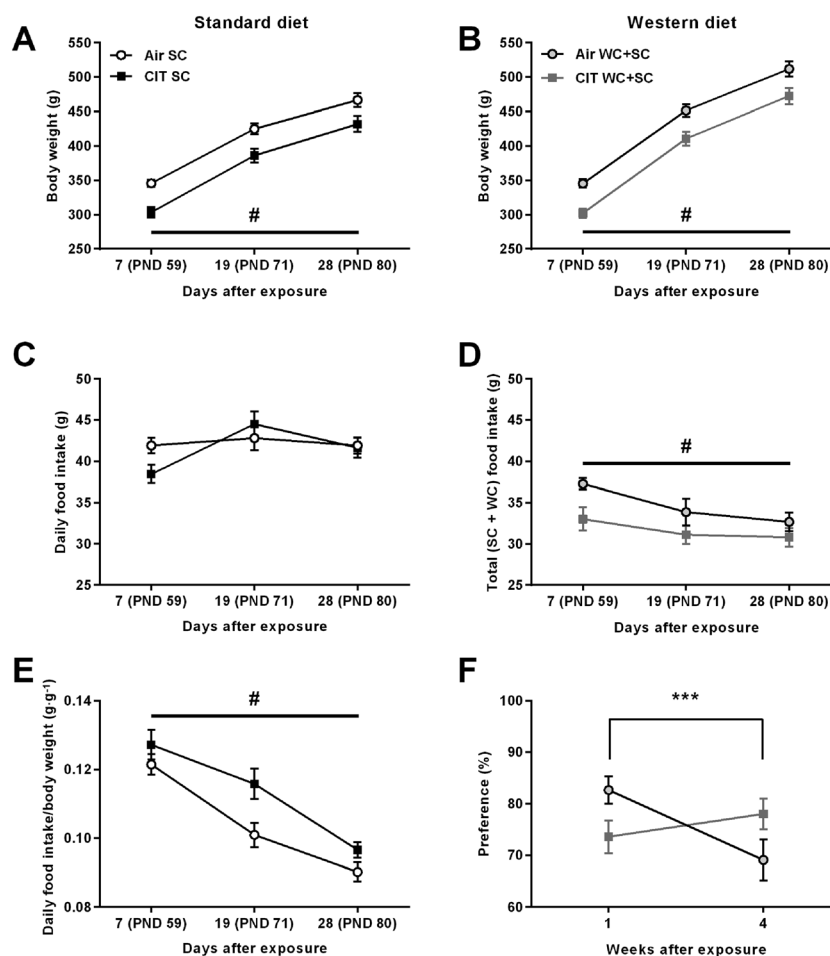 Standard diet
A
Air SC
CIT SC
Body weight (g)
550
500
450
400
350
300
250
#
7 (PND 59)
19 (PND 71)
28 (PND 80)
Days after exposure
Western diet
B
Air WC+SC
CIT WC+SC
Body weight (g)
550
500
450
400
350
300
250
#
7 (PND 59)
19 (PND 71)
28 (PND 80)
Days after exposure
C
Daily food intake (g)
50
45
40
35
30
25
7 (PND 59)
19 (PND 71)
28 (PND 80)
Days after exposure
D
Total (SC + WC) food intake (g)
50
45
40
35
30
25
#
7 (PND 59)
19 (PND 71)
28 (PND 80)
Days after exposure
E
Daily food intake/body weight (g·g⁻¹)
0.14
0.12
0.10
0.08
#
7 (PND 59)
19 (PND 71)
28 (PND 80)
Days after exposure
F
Preference (%)
100
90
80
70
60
***
1
4
Weeks after exposure